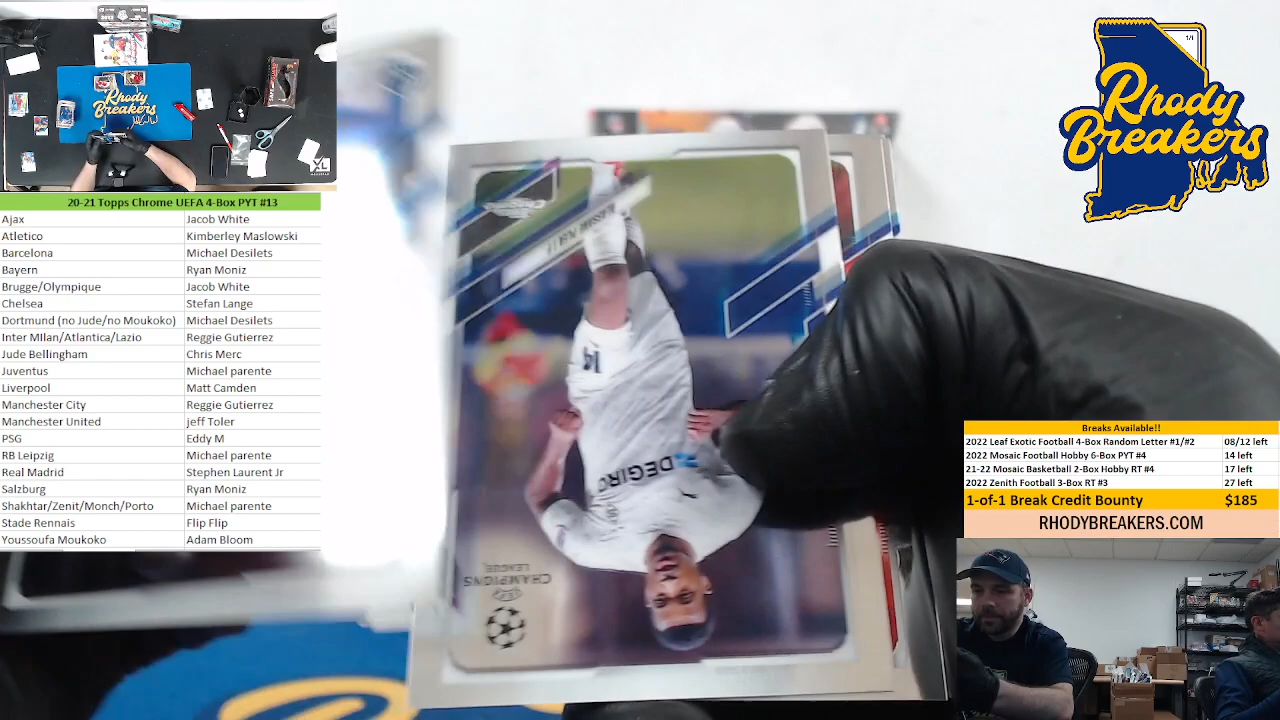 20-21 Topps Chrome UEFA 4-Box PYT #13
Ajax Jacob White
Atletico Kimberley Maslowski
Barcelona Michael Desilets
Bayern Ryan Moniz
Brugge/Olympique Jacob White
Chelsea Stefan Lange
Dortmund (no Jude/no Moukoko) Michael Desilets
Inter MIlan/Atlantica/Lazio Reggie Gutierrez
Jude Bellingham Chris Merc
Juventus Michael parente
Liverpool Matt Camden
Manchester City Reggie Gutierrez
Manchester United jeff Toler
PSG Eddy M
RB Leipzig Michael parente
Real Madrid Stephen Laurent Jr
Salzburg Ryan Moniz
Shakhtar/Zenit/Monch/Porto Michael parente
Stade Rennais Flip Flip
Youssoufa Moukoko Adam Bloom
Rhody
Breakers
14
DEGIRO
UEFA
CHAMPIONS
LEAGUE
1/1
Rhody
Breakers
Breaks Available!!
2022 Leaf Exotic Football 4-Box Random Letter #1/#2 08/12 left
2022 Mosaic Football Hobby 6-Box PYT #4 14 left
21-22 Mosaic Basketball 2-Box Hobby RT #4 17 left
2022 Zenith Football 3-Box RT #3 27 left
1-of-1 Break Credit Bounty $185
RHODYBREAKERS.COM